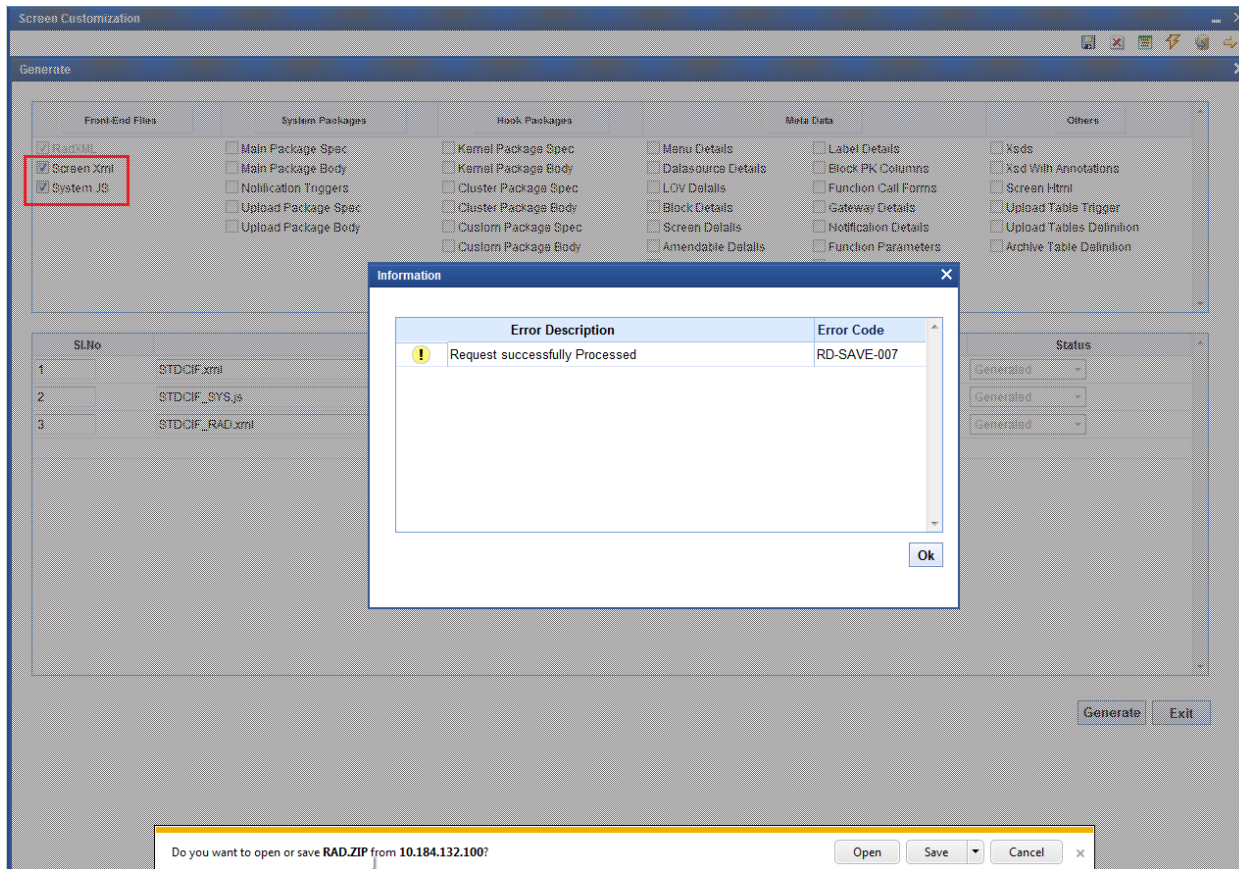 Screen Customization
Generate
Front-End Files System Packages Hook Packages Meta Data Others
RadXML Main Package Spec Kernel Package Spec Menu Details Label Details Xsds
Screen Xml Main Package Body Kernel Package Body Datasource Details Block PK Columns Xsd With Annotations
System JS Notification Triggers Cluster Package Spec LOV Details Function Call Forms Screen Html
Upload Package Spec Cluster Package Body Block Details Gateway Details Upload Table Trigger
Upload Package Body Custom Package Spec Screen Details Notification Details Upload Tables Definition
Custom Package Body Amendable Details Function Parameters Archive Table Definition
Information
Error Description Error Code
Request successfully Processed RD-SAVE-007
Ok
Sl.No Status
1 STDCIF.xml Generated
2 STDCIF_SYS.js Generated
3 STDCIF_RAD.xml Generated
Generate Exit
Do you want to open or save RAD.ZIP from 10.184.132.100? Open Save Cancel